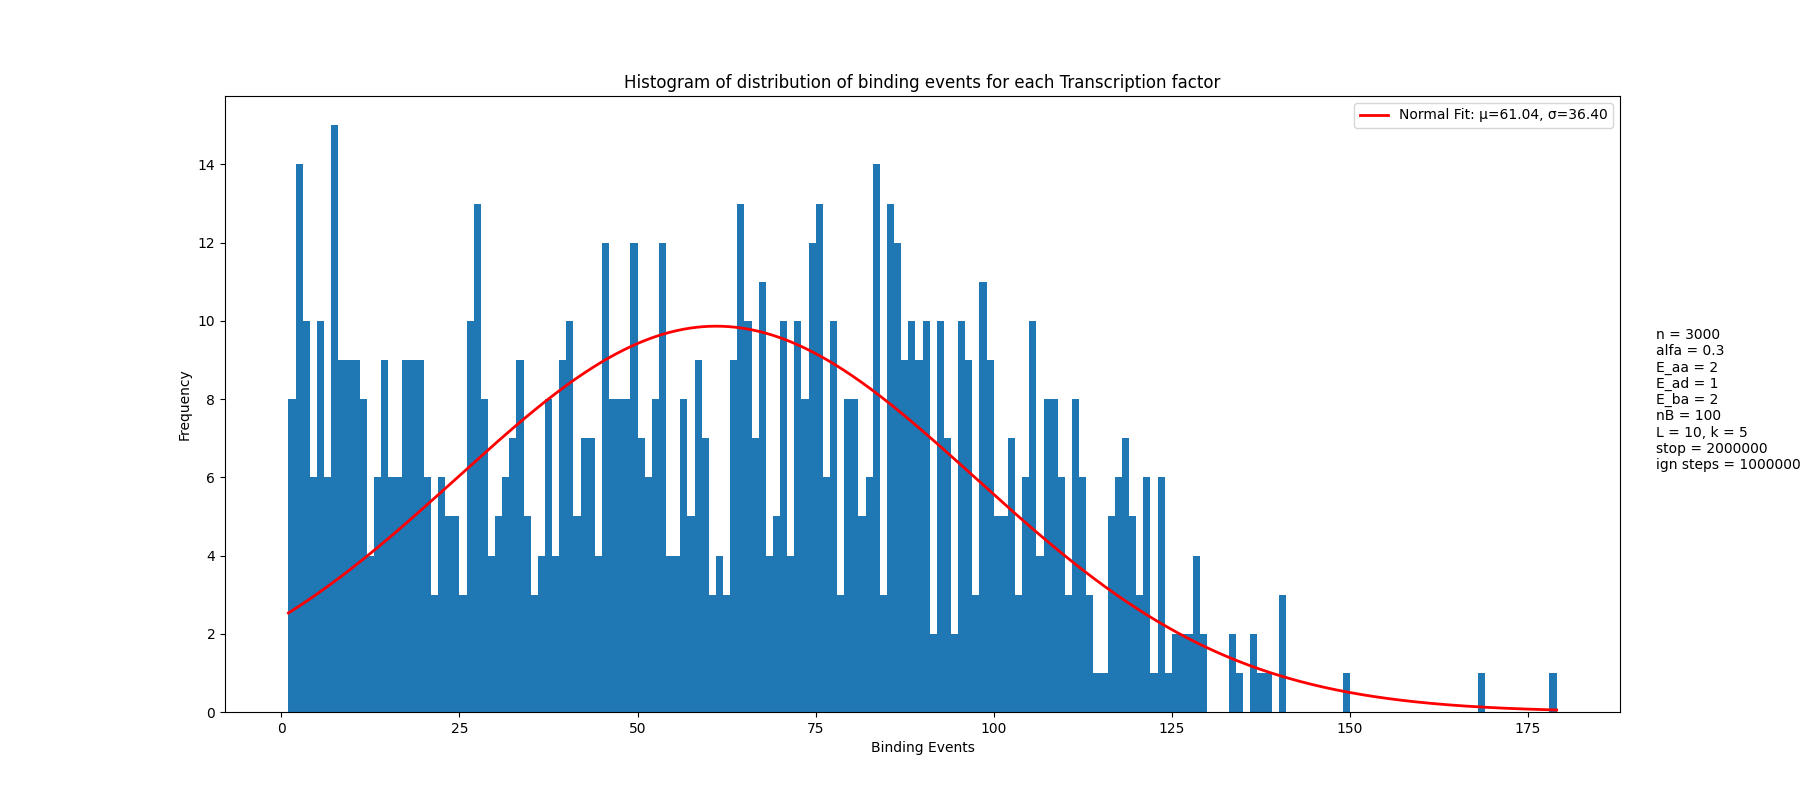 Histogram of distribution of binding events for each Transcription factor
Normal Fit: μ=61.04, σ=36.40
14
12
10
8
6
4
2
0
Frequency
0 25 50 75 100 125 150 175
Binding Events
n = 3000
alfa = 0.3
E_aa = 2
E_ad = 1
E_ba = 2
nB = 100
L = 10, k = 5
stop = 2000000
ign steps = 1000000